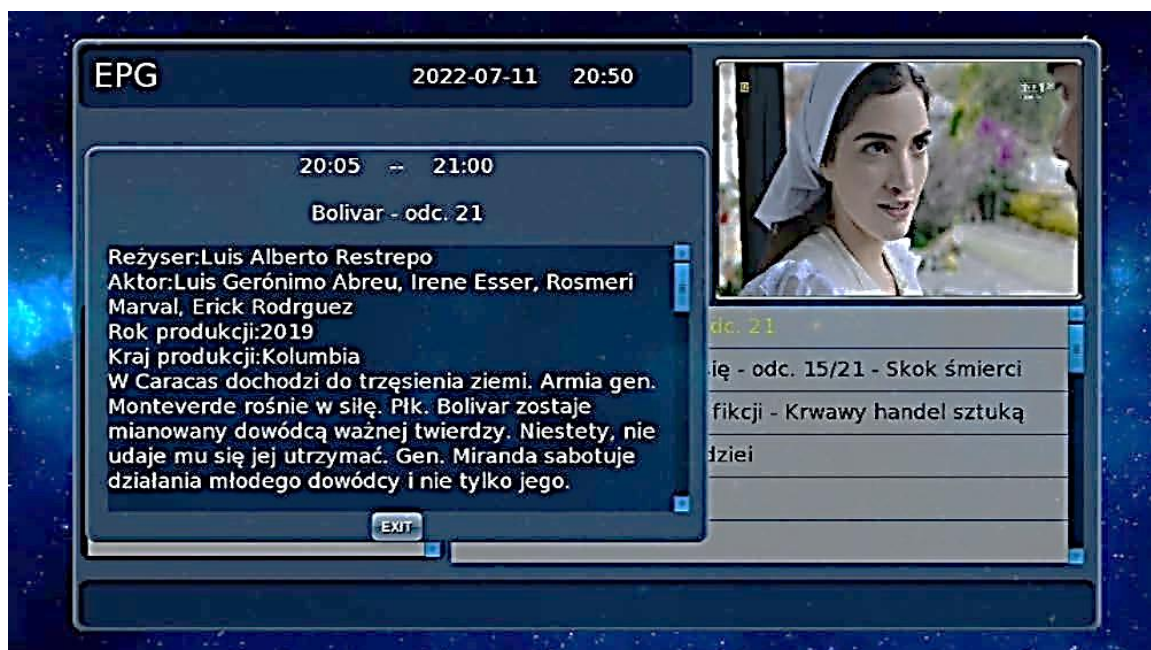 EPG
2022-07-11 20:50
20:05 -- 21:00
Bolivar - odc. 21
Reżyser:Luis Alberto Restrepo
Aktor:Luis Gerónimo Abreu, Irene Esser, Rosmeri
Marval, Erick Rodrguez
Rok produkcji:2019
Kraj produkcji:Kolumbia
W Caracas dochodzi do trzęsienia ziemi. Armia gen.
Monteverde rośnie w siłę. Płk. Bolivar zostaje
mianowany dowódcą ważnej twierdzy. Niestety, nie
udaje mu się jej utrzymać. Gen. Miranda sabotuje
działania młodego dowódcy i nie tylko jego.
EXIT
dc. 21
ię - odc. 15/21 - Skok śmierci
fikcji - Krwawy handel sztuką
dziei